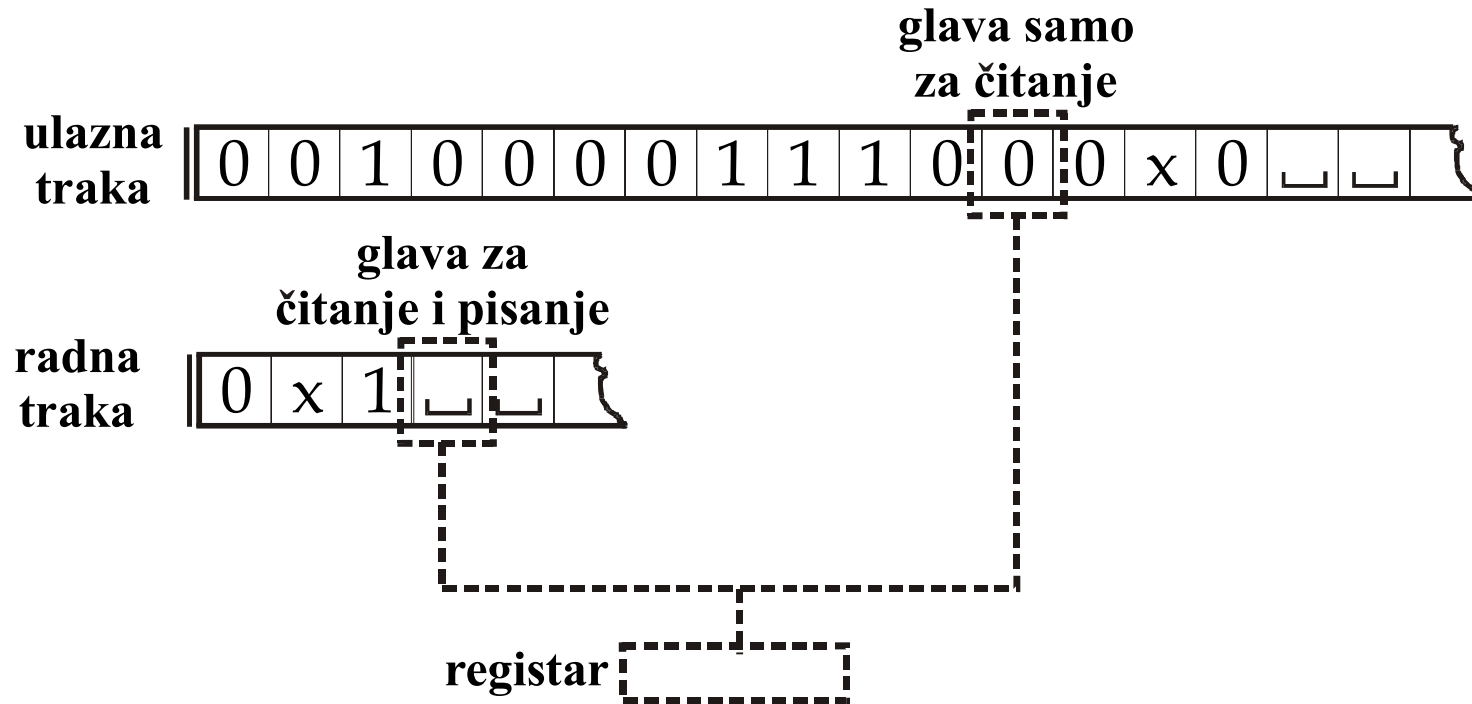 glava samo
za čitanje
ulazna
traka
0 0 1 0 0 0 0 1 1 1 0 0 0 x 0 ⎵ ⎵
glava za
čitanje i pisanje
radna
traka
0 x 1 ⎵ ⎵
registar